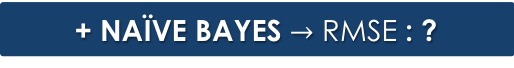 + NAÏVE BAYES → RMSE : ?